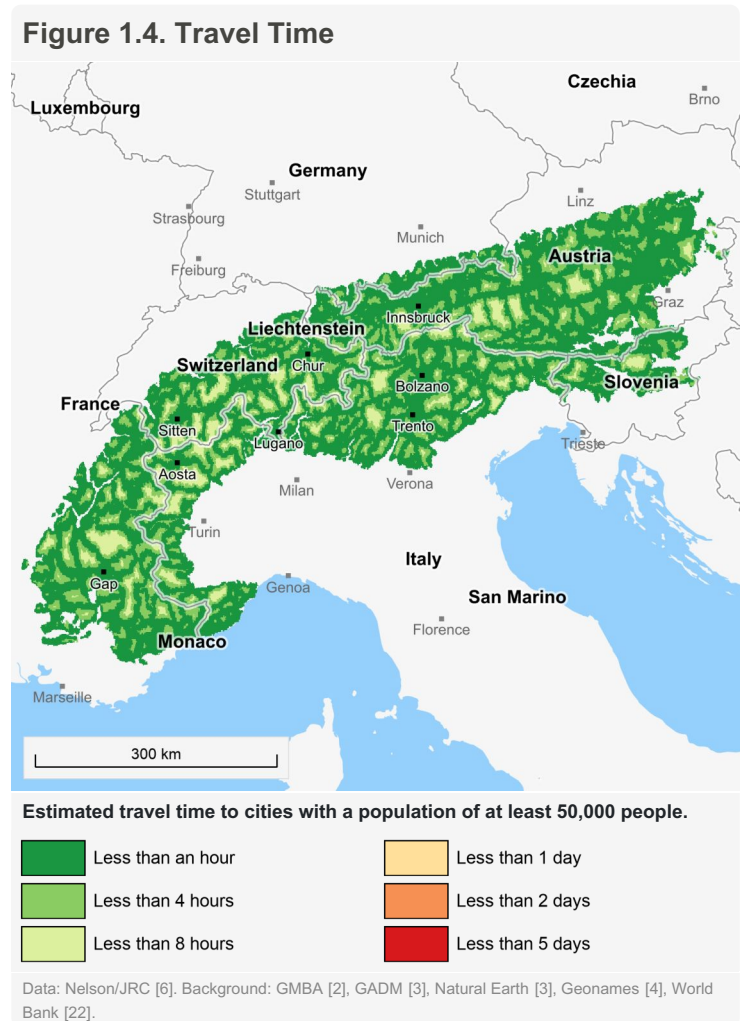 Figure 1.4. Travel Time
Czechia
Brno
Luxembourg
Germany
Stuttgart
Strasbourg
Linz
Munich
Freiburg
Austria
Graz
Innsbruck
Liechtenstein
Chur
Switzerland
Bolzano
Slovenia
France
Sitten
Trento
Lugano
Trieste
Aosta
Milan
Verona
Turin
Italy
Gap
Genoa
San Marino
Florence
Monaco
Marseille
300 km
Estimated travel time to cities with a population of at least 50,000 people.
Less than an hour
Less than 1 day
Less than 4 hours
Less than 2 days
Less than 8 hours
Less than 5 days
Data: Nelson/JRC [6]. Background: GMBA [2], GADM [3], Natural Earth [3], Geonames [4], World
Bank [22].